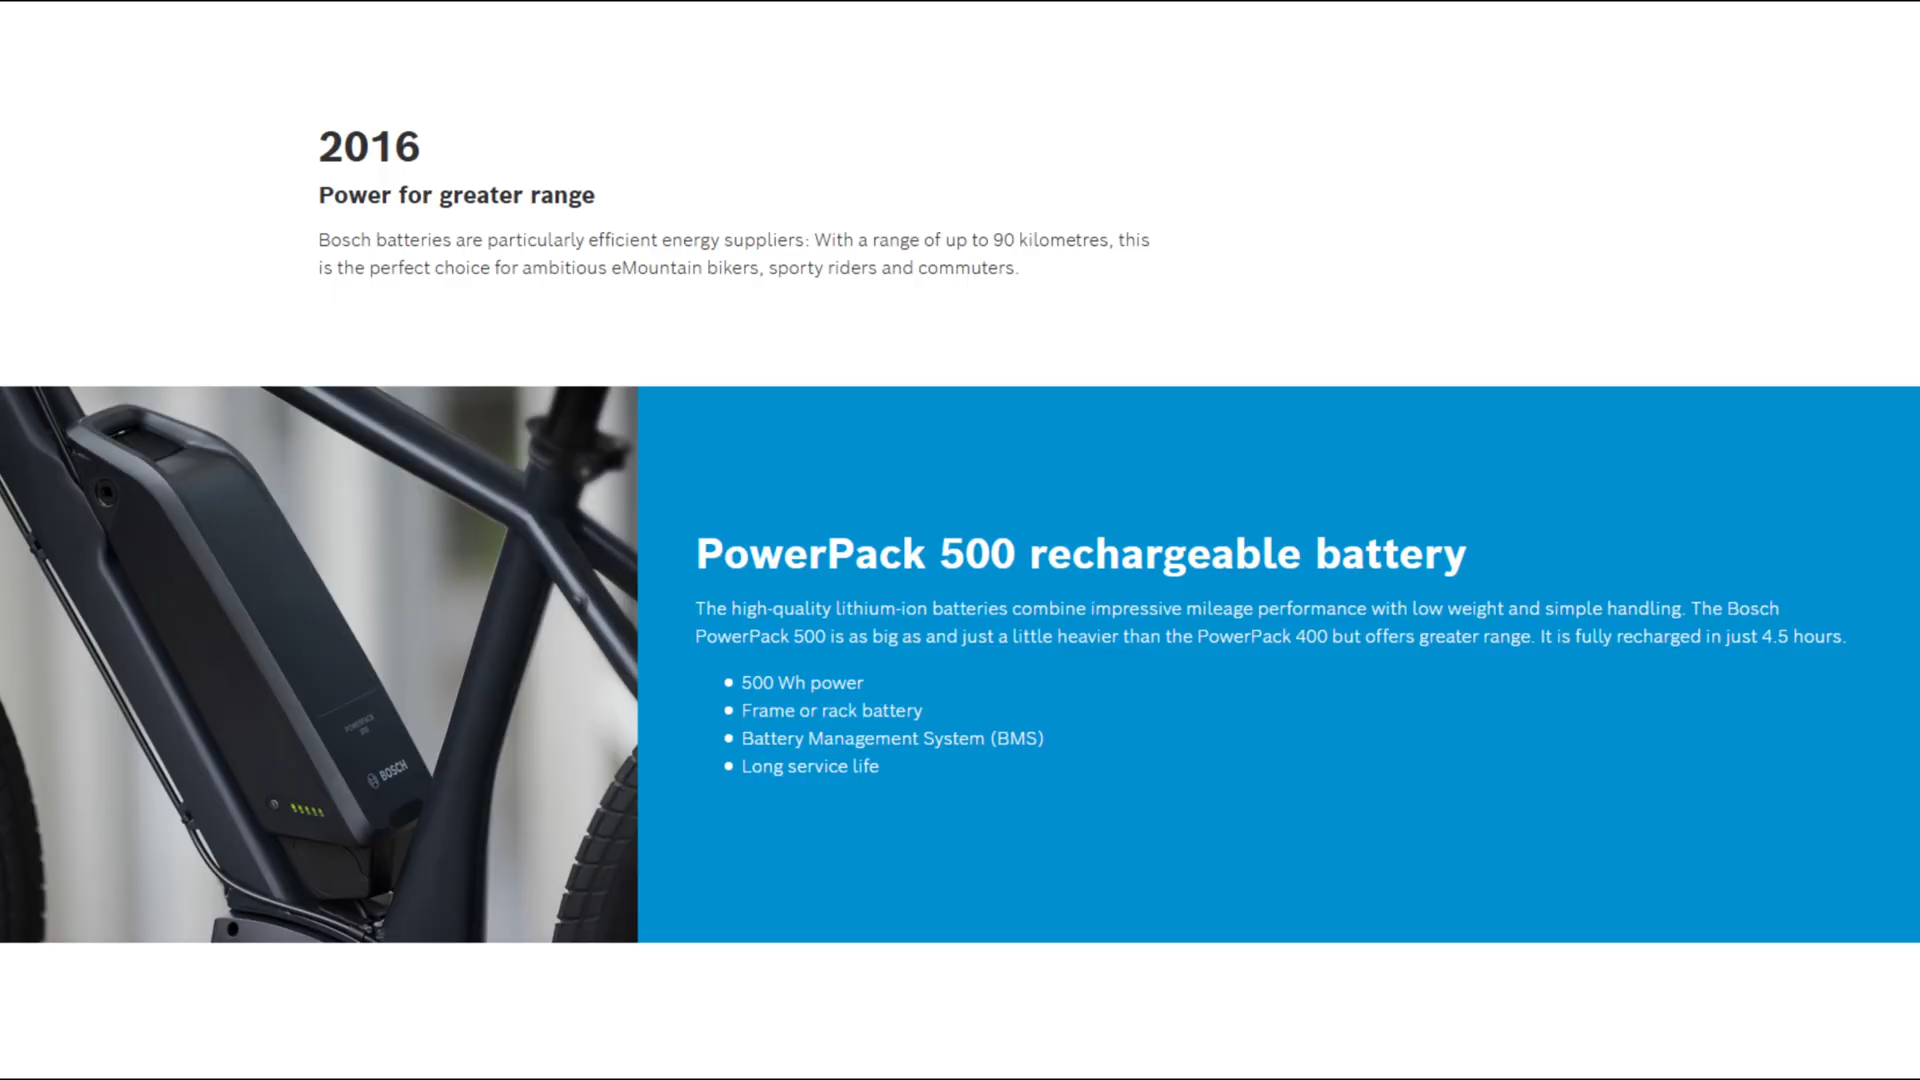 2016
Power for greater range
Bosch batteries are particularly efficient energy suppliers: With a range of up to 90 kilometres, this
is the perfect choice for ambitious eMountain bikers, sporty riders and commuters.
PowerPack 500 rechargeable battery
The high-quality lithium-ion batteries combine impressive mileage performance with low weight and simple handling. The Bosch
PowerPack 500 is as big as and just a little heavier than the PowerPack 400 but offers greater range. It is fully recharged in just 4.5 hours.
500 Wh power
Frame or rack battery
Battery Management System (BMS)
Long service life
POWERPACK
500
BOSCH